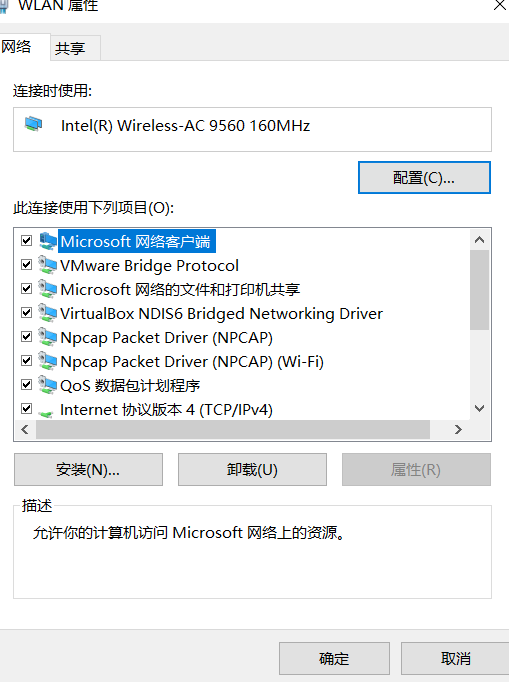 WLAN 属性
网络
共享
连接时使用:
Intel(R) Wireless-AC 9560 160MHz
配置(C)...
此连接使用下列项目(O):
Microsoft 网络客户端
VMware Bridge Protocol
Microsoft 网络的文件和打印机共享
VirtualBox NDIS6 Bridged Networking Driver
Npcap Packet Driver (NPCAP)
Npcap Packet Driver (NPCAP) (Wi-Fi)
QoS 数据包计划程序
Internet 协议版本 4 (TCP/IPv4)
安装(N)...
卸载(U)
属性(R)
描述
允许你的计算机访问 Microsoft 网络上的资源。
确定
取消